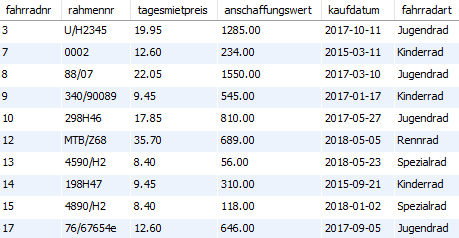 fahrradnr rahmennr tagesmietpreis anschaffungswert kaufdatum fahrradart
3 U/H2345 19.95 1285.00 2017-10-11 Jugendrad
7 0002 12.60 234.00 2015-03-11 Kinderrad
8 88/07 22.05 1550.00 2017-03-10 Jugendrad
9 340/90089 9.45 545.00 2017-01-17 Kinderrad
10 298H46 17.85 810.00 2017-05-27 Jugendrad
12 MTB/Z68 35.70 689.00 2018-05-05 Rennrad
13 4590/H2 8.40 56.00 2018-05-23 Spezialrad
14 198H47 9.45 310.00 2015-09-21 Kinderrad
15 4890/H2 8.40 118.00 2018-01-02 Spezialrad
17 76/67654e 12.60 646.00 2017-09-05 Jugendrad